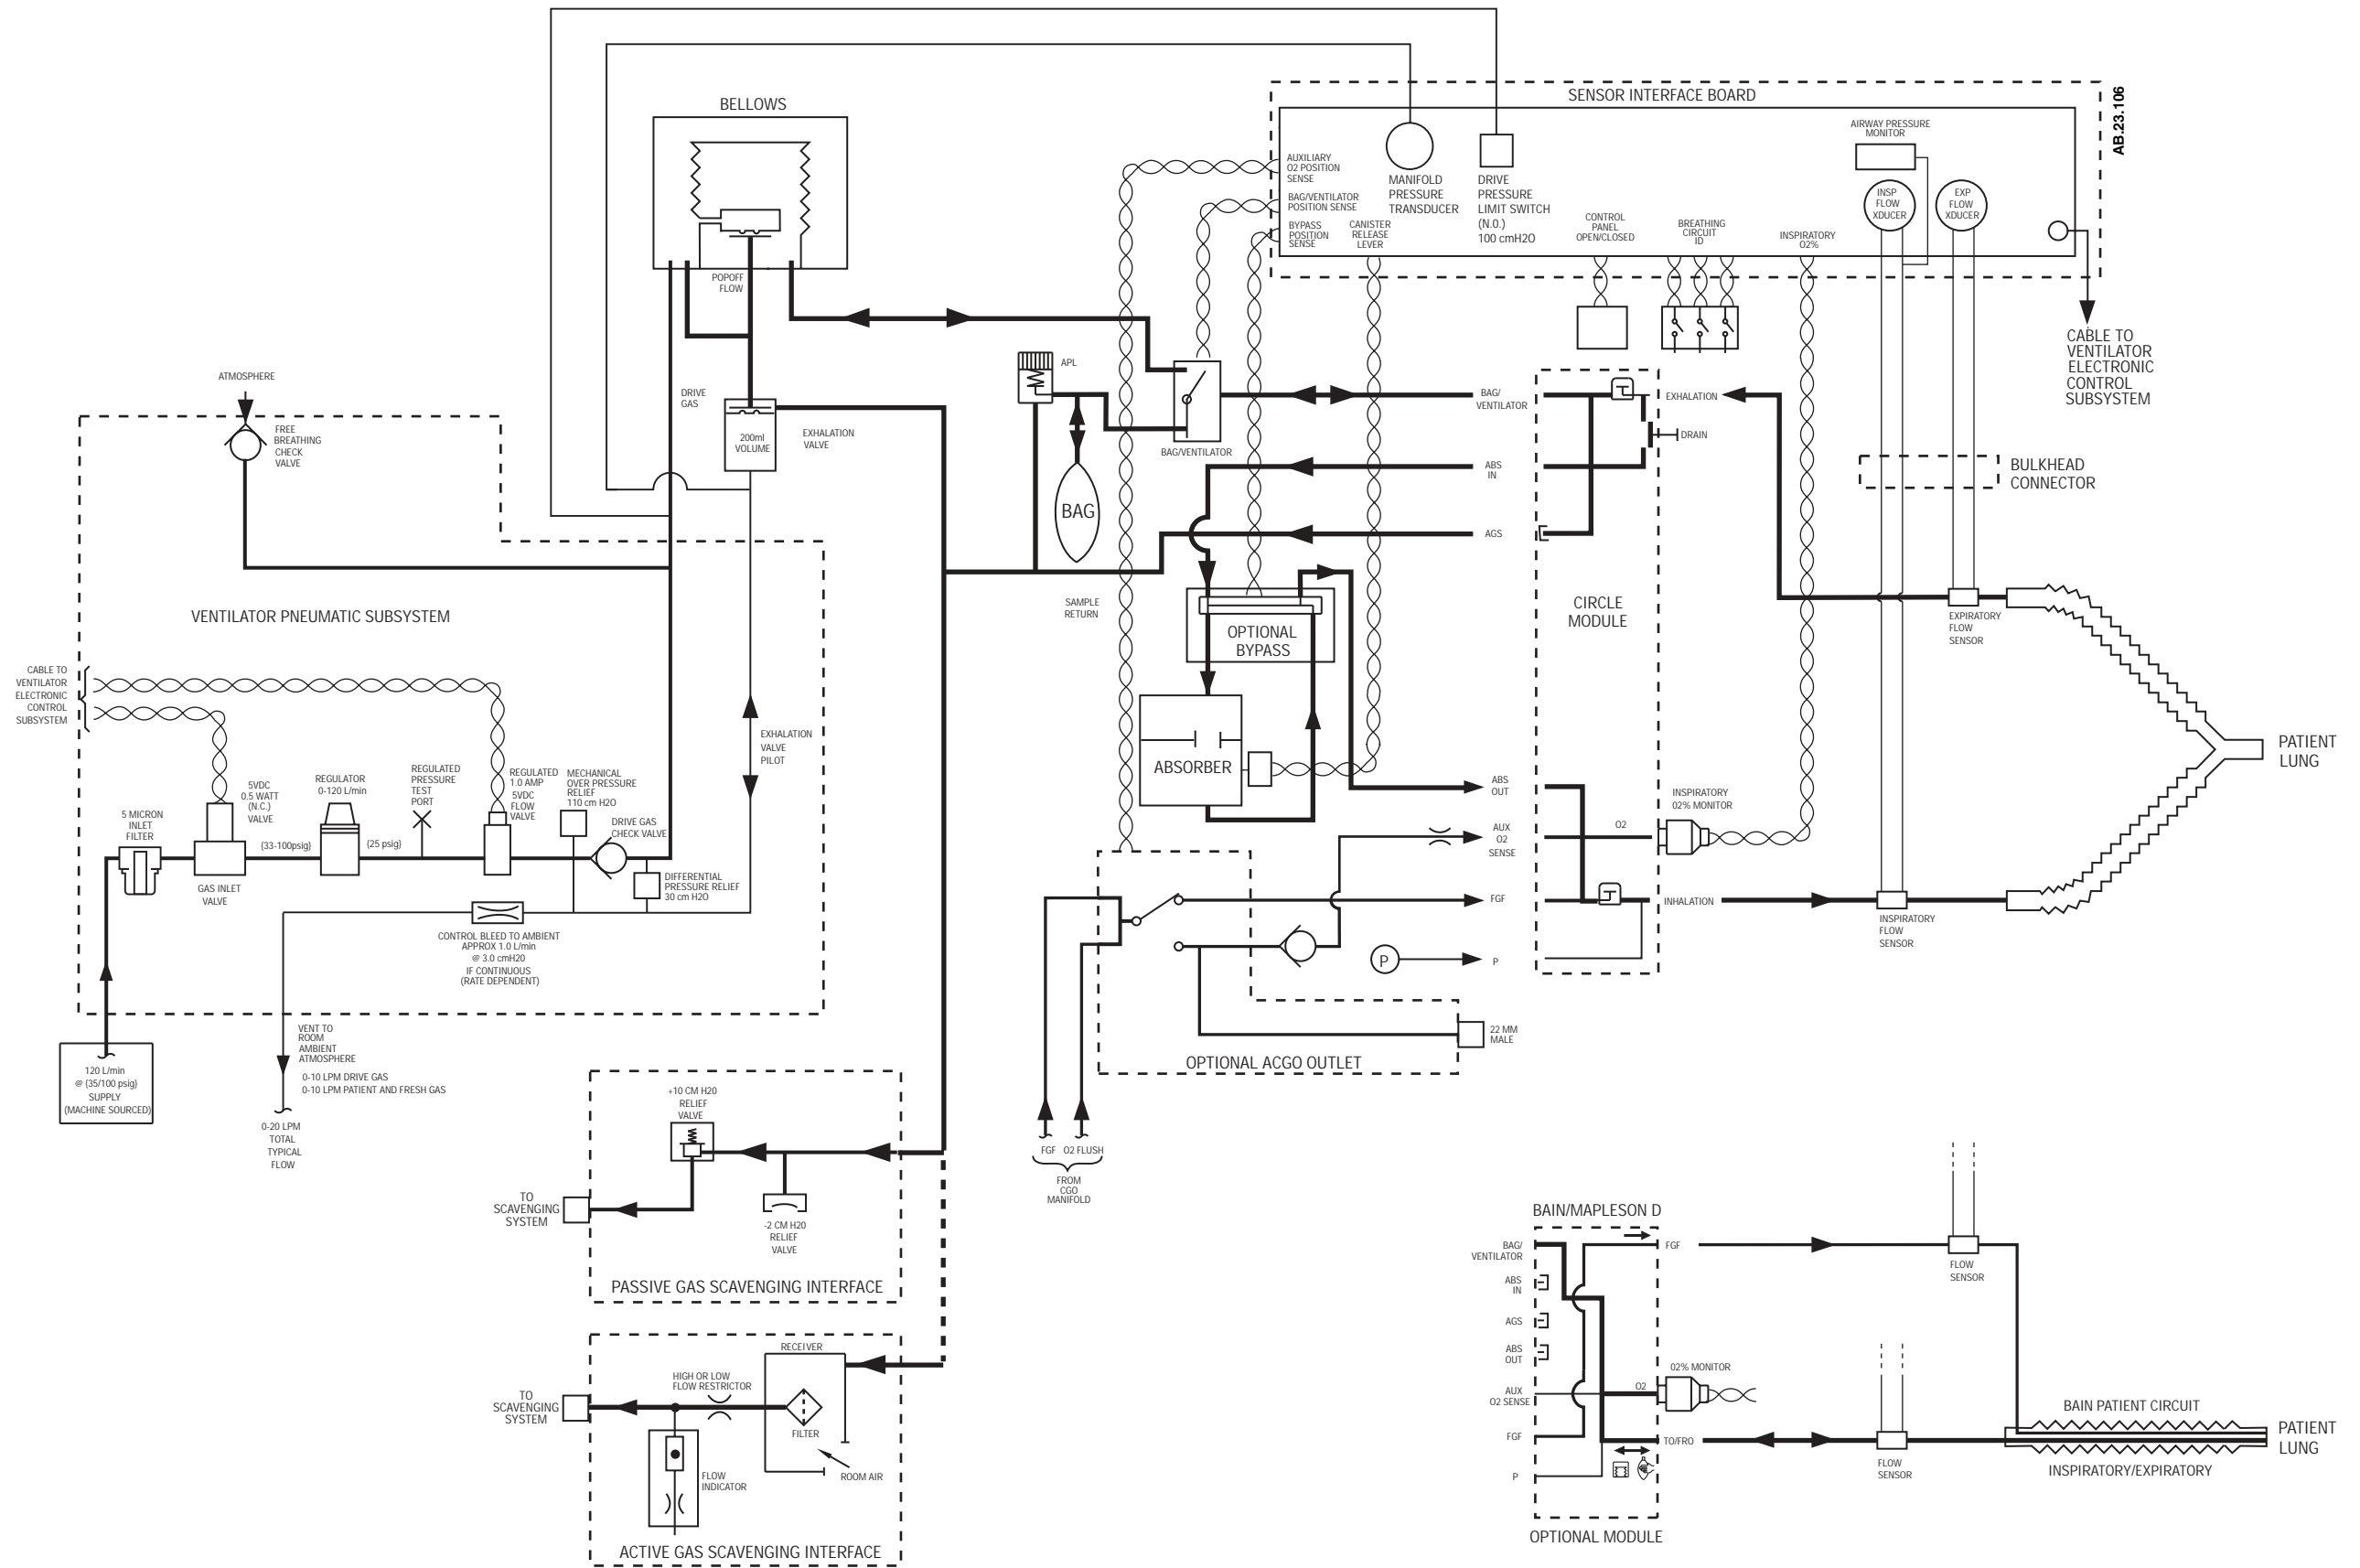 BELLOWS
POPOFF
FLOW
DRIVE
GAS
200ml
VOLUME
EXHALATION
VALVE
ATMOSPHERE
FREE
BREATHING
CHECK
VALVE
VENTILATOR PNEUMATIC SUBSYSTEM
CABLE TO
VENTILATOR
ELECTRONIC
CONTROL
SUBSYSTEM
EXHALATION
VALVE
PILOT
5 MICRON
INLET
FILTER
5VDC
0.5 WATT
(N.C.)
VALVE
GAS INLET
VALVE
(33-100psig)
REGULATOR
0-120 L/min
(25 psig)
REGULATED
PRESSURE
TEST
PORT
REGULATED
1.0 AMP
5VDC
FLOW
VALVE
MECHANICAL
OVER PRESSURE
RELIEF
110 cm H2O
DRIVE GAS
CHECK VALVE
DIFFERENTIAL
PRESSURE RELIEF
30 cm H2O
CONTROL BLEED TO AMBIENT
APPROX 1.0 L/min
@ 3.0 cmH20
IF CONTINUOUS
(RATE DEPENDENT)
120 L/min
@ (35/100 psig)
SUPPLY
(MACHINE SOURCED)
VENT TO
ROOM
AMBIENT
ATMOSPHERE
0-10 LPM DRIVE GAS
0-10 LPM PATIENT AND FRESH GAS
0-20 LPM
TOTAL
TYPICAL
FLOW
+10 CM H20
RELIEF
VALVE
TO
SCAVENGING
SYSTEM
-2 CM H20
RELIEF
VALVE
PASSIVE GAS SCAVENGING INTERFACE
RECEIVER
HIGH OR LOW
FLOW RESTRICTOR
TO
SCAVENGING
SYSTEM
FILTER
FLOW
INDICATOR
ROOM AIR
ACTIVE GAS SCAVENGING INTERFACE
SENSOR INTERFACE BOARD
AB.23.106
AUXILIARY
O2 POSITION
SENSE
BAG/VENTILATOR
POSITION SENSE
BYPASS
POSITION
SENSE
CANISTER
RELEASE
LEVER
MANIFOLD
PRESSURE
TRANSDUCER
DRIVE
PRESSURE
LIMIT SWITCH
(N.0.)
100 cmH2O
CONTROL
PANEL
OPEN/CLOSED
BREATHING
CIRCUIT
ID
INSPIRATORY
O2%
AIRWAY PRESSURE
MONITOR
INSP
FLOW
XDUCER
EXP
FLOW
XDUCER
CABLE TO
VENTILATOR
ELECTRONIC
CONTROL
SUBSYSTEM
APL
BAG
BAG/VENTILATOR
BAG/
VENTILATOR
EXHALATION
DRAIN
ABS
IN
AGS
BULKHEAD
CONNECTOR
SAMPLE
RETURN
OPTIONAL
BYPASS
ABSORBER
CIRCLE
MODULE
EXPIRATORY
FLOW
SENSOR
PATIENT
LUNG
ABS
OUT
AUX
O2
SENSE
O2
INSPIRATORY
02% MONITOR
FGF
INHALATION
INSPIRATORY
FLOW
SENSOR
P
P
22 MM
MALE
OPTIONAL ACGO OUTLET
FGF
O2 FLUSH
FROM
CGO
MANIFOLD
BAIN/MAPLESON D
BAG/
VENTILATOR
FGF
ABS
IN
AGS
ABS
OUT
AUX
O2 SENSE
O2
02% MONITOR
FGF
TO/FRO
P
OPTIONAL MODULE
FLOW
SENSOR
FLOW
SENSOR
BAIN PATIENT CIRCUIT
INSPIRATORY/EXPIRATORY
PATIENT
LUNG